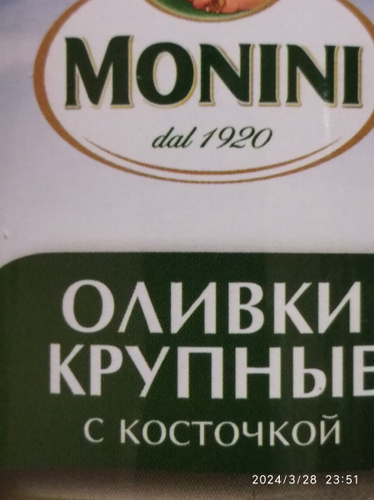 MONINI
dal 1920
ОЛИВКИ
КРУПНЫЕ
С КОСТОЧКОЙ
2024/3/28 23:51